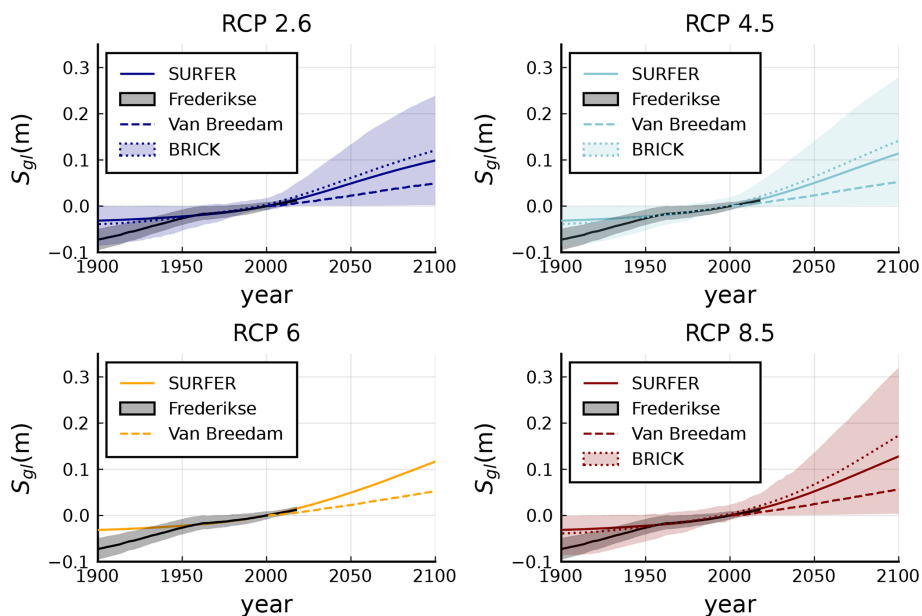 RCP 2.6
S_gl(m)
0.3
0.2
0.1
0.0
−0.1
SURFER
Frederikse
Van Breedam
BRICK
1900 1950 2000 2050 2100
year
RCP 4.5
S_gl(m)
0.3
0.2
0.1
0.0
−0.1
SURFER
Frederikse
Van Breedam
BRICK
1900 1950 2000 2050 2100
year
RCP 6
S_gl(m)
0.3
0.2
0.1
0.0
−0.1
SURFER
Frederikse
Van Breedam
1900 1950 2000 2050 2100
year
RCP 8.5
S_gl(m)
0.3
0.2
0.1
0.0
−0.1
SURFER
Frederikse
Van Breedam
BRICK
1900 1950 2000 2050 2100
year